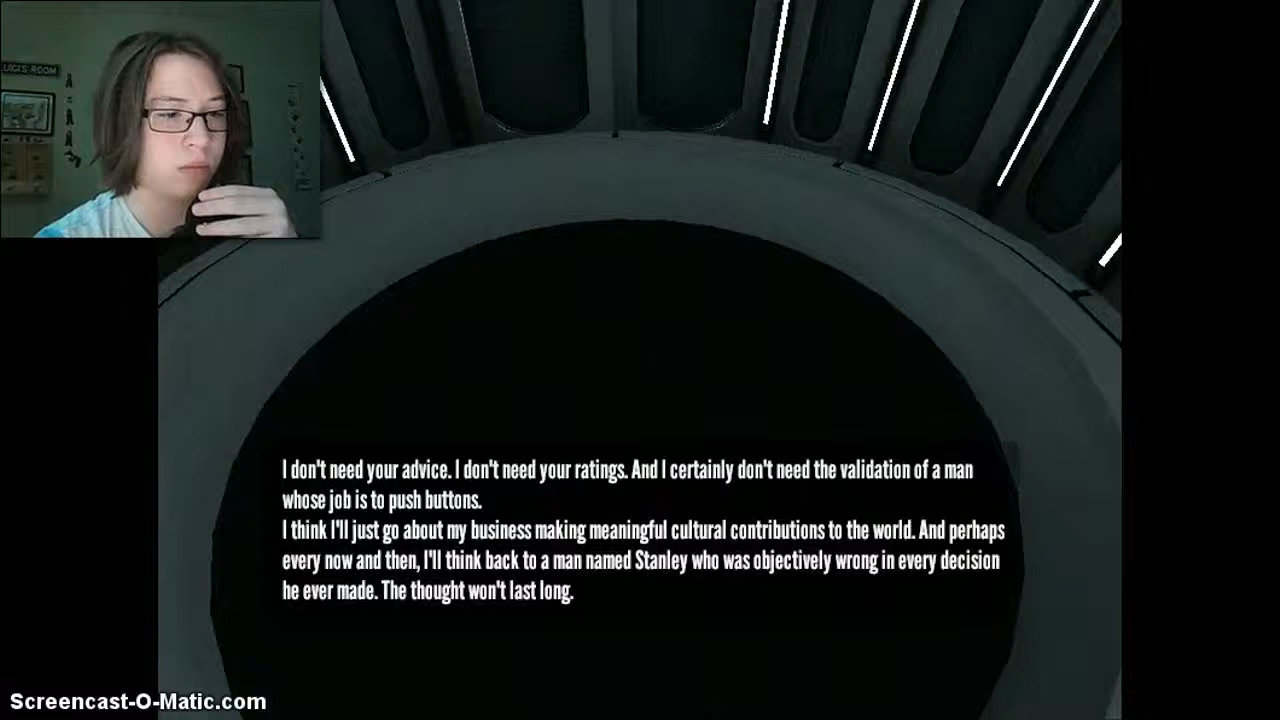 LUIGI'S ROOM
I don't need your advice. I don't need your ratings. And I certainly don't need the validation of a man
whose job is to push buttons.
I think I'll just go about my business making meaningful cultural contributions to the world. And perhaps
every now and then, I'll think back to a man named Stanley who was objectively wrong in every decision
he ever made. The thought won't last long.
Screencast-O-Matic.com